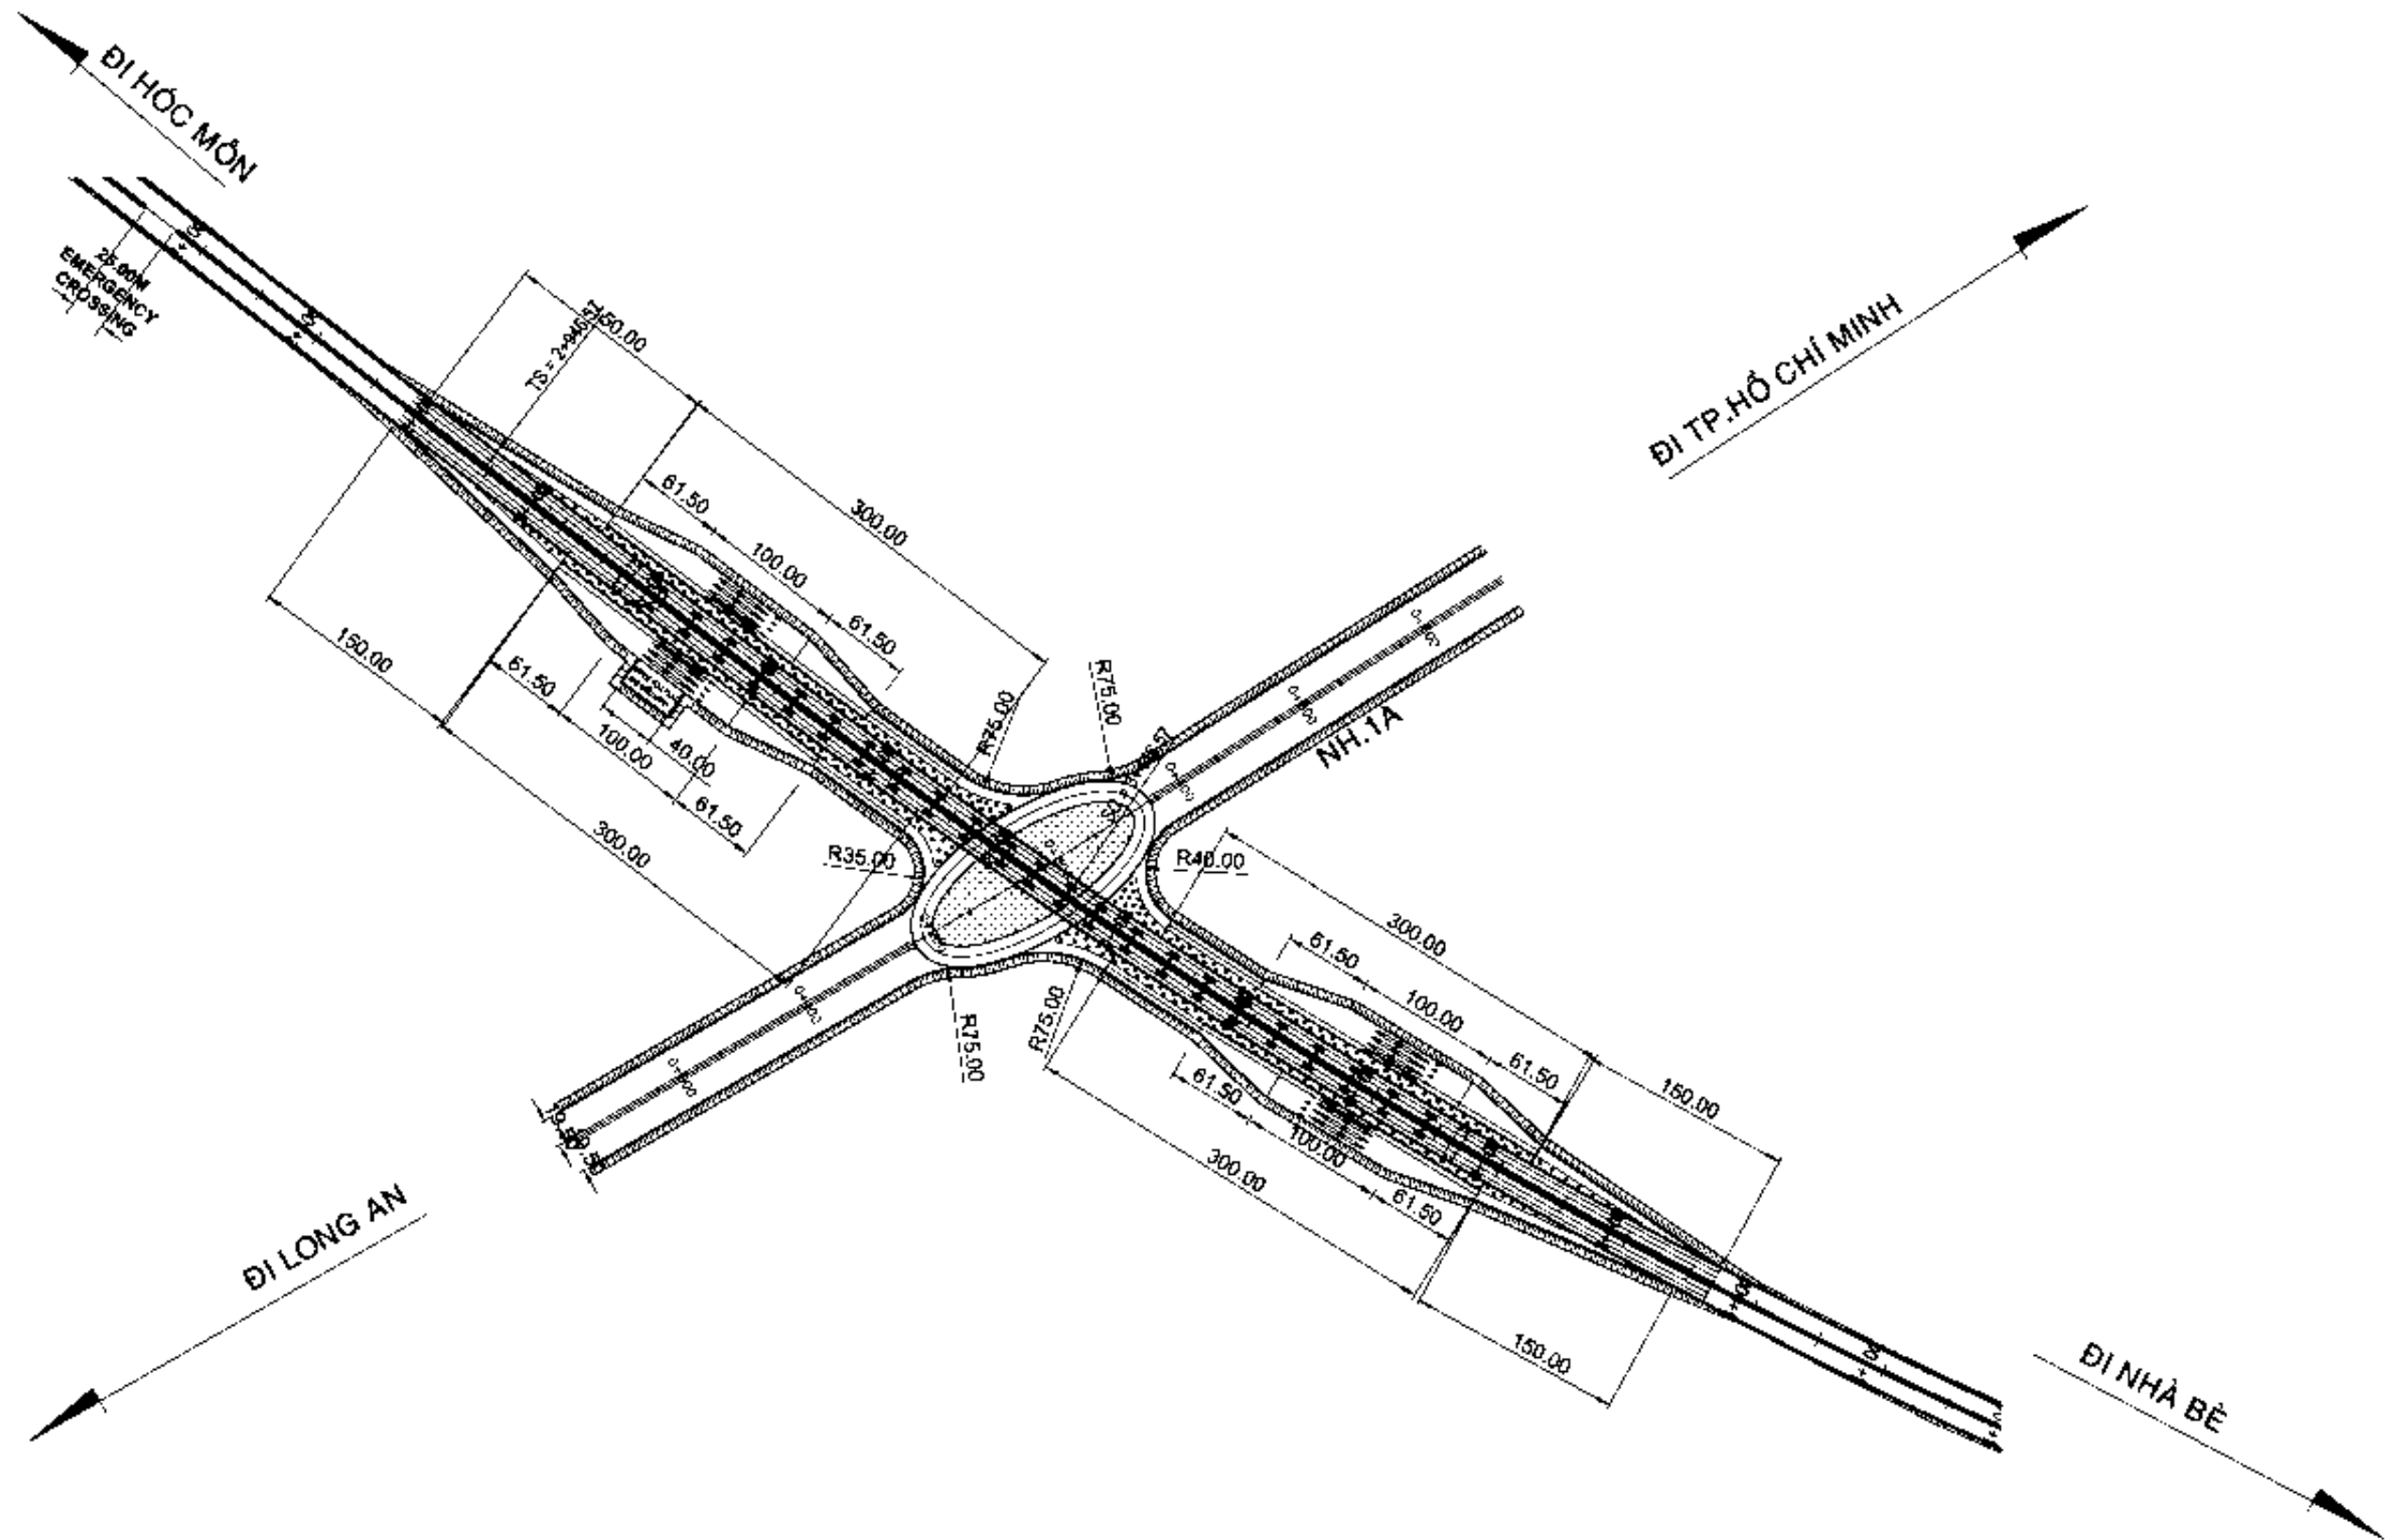 ĐI HÓC MÔN
25.00M
EMERGENCY
CROSSING
150.00
61.50
100.00
61.50
300.00
ĐI TP.HỒ CHÍ MINH
150.00
61.50
100.00
40.00
61.50
300.00
R75.00
R75.00
NH.1A
R35.00
R40.00
300.00
61.50
100.00
61.50
150.00
R75.00
R75.00
61.50
100.00
61.50
300.00
150.00
ĐI LONG AN
ĐI NHÀ BÈ